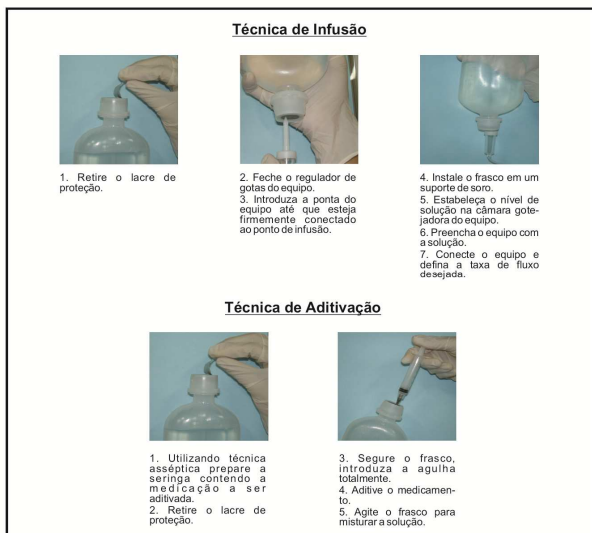 Técnica de Infusão
1. Retire o lacre de
proteção.
2. Feche o regulador de
gotas do equipo.
3. Introduza a ponta do
equipo até que esteja
firmemente conectado
ao ponto de infusão.
4. Instale o frasco em um
suporte de soro.
5. Estabeleça o nível de
solução na câmara gote-
jadora do equipo.
6. Preencha o equipo com
a solução.
7. Conecte o equipo e
defina a taxa de fluxo
desejada.
Técnica de Aditivação
1. Utilizando técnica
asséptica prepare a
seringa contendo a
medicação a ser
aditivada.
2. Retire o lacre de
proteção.
3. Segure o frasco,
introduza a agulha
totalmente.
4. Aditive o medicamen-
to.
5. Agite o frasco para
misturar a solução.